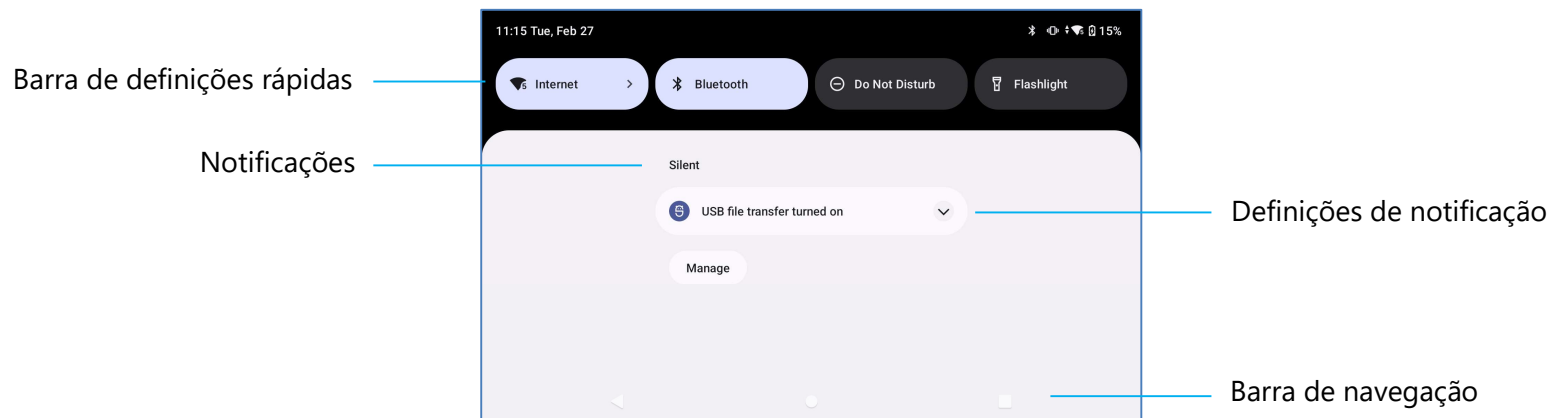 11:15 Tue, Feb 27 15%
Barra de definições rápidas
5 Internet Bluetooth Do Not Disturb Flashlight
Notificações
Silent
USB file transfer turned on
Definições de notificação
Manage
Barra de navegação